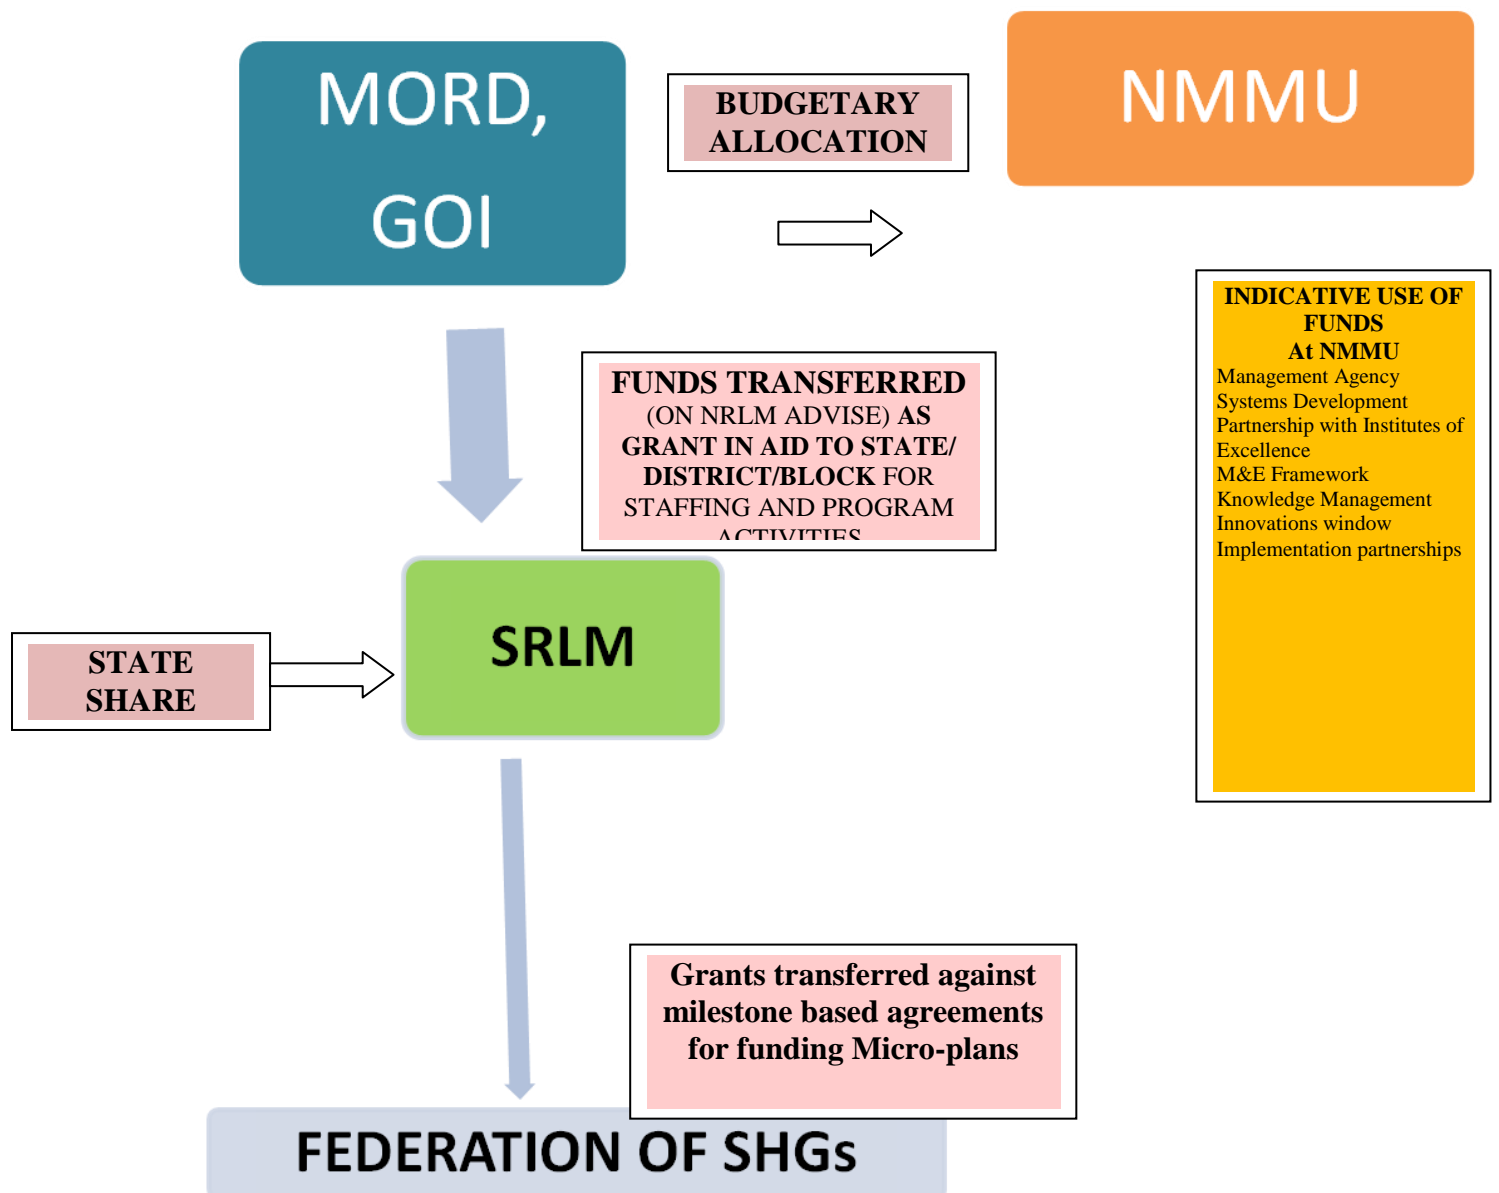 MORD,
GOI
BUDGETARY
ALLOCATION
NMMU
INDICATIVE USE OF
FUNDS
At NMMU
Management Agency
Systems Development
Partnership with Institutes of
Excellence
M&E Framework
Knowledge Management
Innovations window
Implementation partnerships
FUNDS TRANSFERRED
(ON NRLM ADVISE) AS
GRANT IN AID TO STATE/
DISTRICT/BLOCK FOR
STAFFING AND PROGRAM
ACTIVITIES
STATE
SHARE
SRLM
Grants transferred against
milestone based agreements
for funding Micro-plans
FEDERATION OF SHGs